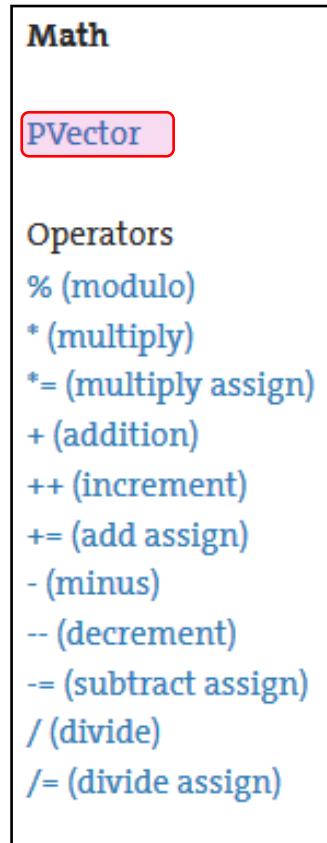 Math
PVector
Operators
% (modulo)
* (multiply)
*= (multiply assign)
+ (addition)
++ (increment)
+= (add assign)
- (minus)
-- (decrement)
-= (subtract assign)
/ (divide)
/= (divide assign)